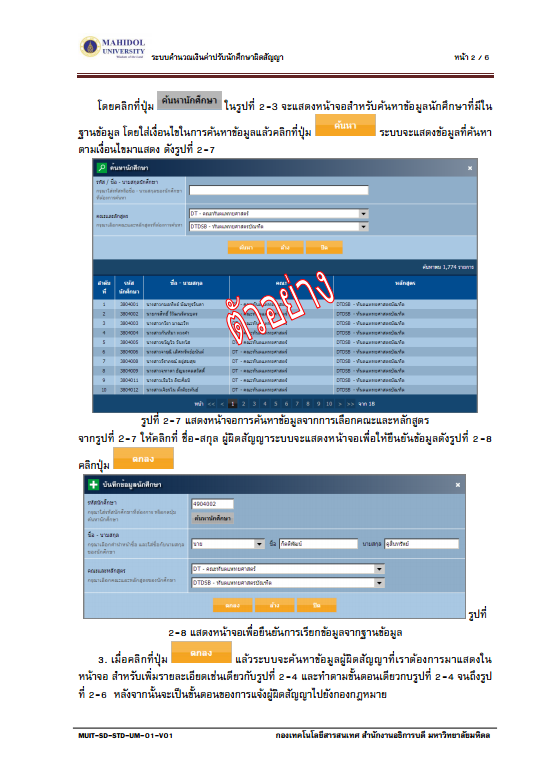 MAHIDOL
UNIVERSITY
ระบบคำนวณเงินค่าปรับนักศึกษาผิดสัญญา
หน้า 2 / 6
โดยคลิกที่ปุ่ม ค้นหานักศึกษา ในรูปที่ 2-3 จะแสดงหน้าจอสำหรับค้นหาข้อมูลนักศึกษาที่มีใน
ฐานข้อมูล โดยใส่เงื่อนไขในการค้นหาข้อมูลแล้วคลิกที่ปุ่ม ค้นหา ระบบจะแสดงข้อมูลที่ค้นหา
ตามเงื่อนไขมาแสดง ดังรูปที่ 2-7
ค้นหานักศึกษา
รหัส / ชื่อ - นามสกุลนักศึกษา
คณะและหลักสูตร
DT - คณะทันตแพทยศาสตร์
DTDSB - ทันตแพทยศาสตรบัณฑิต
ค้นหา ล้าง ปิด
ค้นหาพบ 1,774 รายการ
ลำดับที่ รหัสนักศึกษา ชื่อ - นามสกุล คณะ หลักสูตร
1 3804001 DT - คณะทันตแพทยศาสตร์ DTDSB - ทันตแพทยศาสตรบัณฑิต
2 3804002 DT - คณะทันตแพทยศาสตร์ DTDSB - ทันตแพทยศาสตรบัณฑิต
3 3804003 DT - คณะทันตแพทยศาสตร์ DTDSB - ทันตแพทยศาสตรบัณฑิต
4 3804004 DT - คณะทันตแพทยศาสตร์ DTDSB - ทันตแพทยศาสตรบัณฑิต
5 3804005 DT - คณะทันตแพทยศาสตร์ DTDSB - ทันตแพทยศาสตรบัณฑิต
6 3804006 DT - คณะทันตแพทยศาสตร์ DTDSB - ทันตแพทยศาสตรบัณฑิต
7 3804008 DT - คณะทันตแพทยศาสตร์ DTDSB - ทันตแพทยศาสตรบัณฑิต
8 3804009 DT - คณะทันตแพทยศาสตร์ DTDSB - ทันตแพทยศาสตรบัณฑิต
9 3804011 DT - คณะทันตแพทยศาสตร์ DTDSB - ทันตแพทยศาสตรบัณฑิต
10 3804012 DT - คณะทันตแพทยศาสตร์ DTDSB - ทันตแพทยศาสตรบัณฑิต
ตัวอย่าง
หน้า << < 1 2 3 4 5 6 7 8 9 10 > >> จาก 18
รูปที่ 2-7 แสดงหน้าจอการค้นหาข้อมูลจากการเลือกคณะและหลักสูตร
จากรูปที่ 2-7 ให้คลิกที่ ชื่อ-สกุล ผู้ผิดสัญญาระบบจะแสดงหน้าจอเพื่อให้ยืนยันข้อมูลดังรูปที่ 2-8
คลิกปุ่ม ตกลง
บันทึกข้อมูลนักศึกษา
รหัสนักศึกษา 4904002
ค้นหานักศึกษา
ชื่อ - นามสกุล
นาย ชื่อ กิตติพัฒน์ นามสกุล
คณะและหลักสูตร
DT - คณะทันตแพทยศาสตร์
DTDSB - ทันตแพทยศาสตรบัณฑิต
ตกลง ล้าง ปิด
รูปที่
2-8 แสดงหน้าจอเพื่อยืนยันการเรียกข้อมูลจากฐานข้อมูล
3. เมื่อคลิกที่ปุ่ม ตกลง แล้วระบบจะค้นหาข้อมูลผู้ผิดสัญญาที่เราต้องการมาแสดงใน
หน้าจอ สำหรับเพิ่มรายละเอียดเช่นเดียวกับรูปที่ 2-4 และทำตามขั้นตอนเดียวกบรูปที่ 2-4 จนถึงรูป
ที่ 2-6 หลังจากนั้นจะเป็นขั้นตอนของการแจ้งผู้ผิดสัญญาไปยังกองกฎหมาย
MUIT-SD-STD-UM-01-V01
กองเทคโนโลยีสารสนเทศ สำนักงานอธิการบดี มหาวิทยาลัยมหิดล